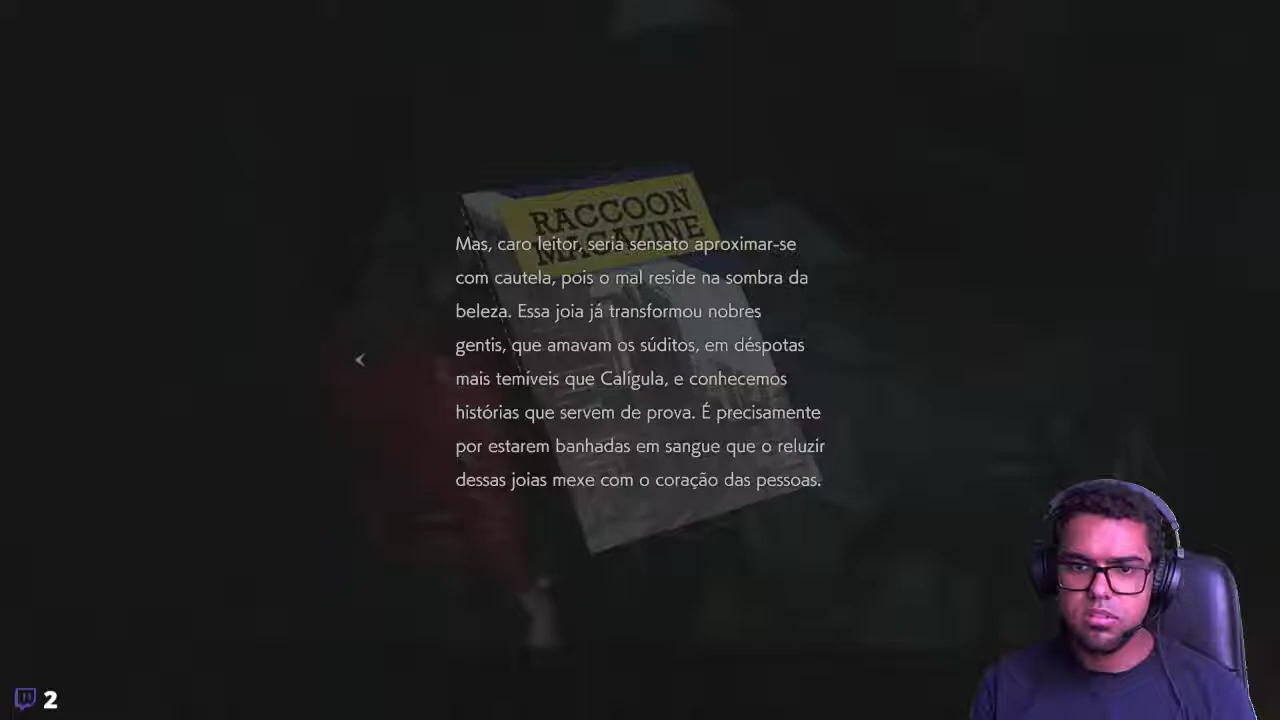 RACCOON
MAGAZINE
Mas, caro leitor, seria sensato aproximar-se
com cautela, pois o mal reside na sombra da
beleza. Essa joia já transformou nobres
gentis, que amavam os súditos, em déspotas
mais temíveis que Calígula, e conhecemos
histórias que servem de prova. É precisamente
por estarem banhadas em sangue que o reluzir
dessas joias mexe com o coração das pessoas.
2